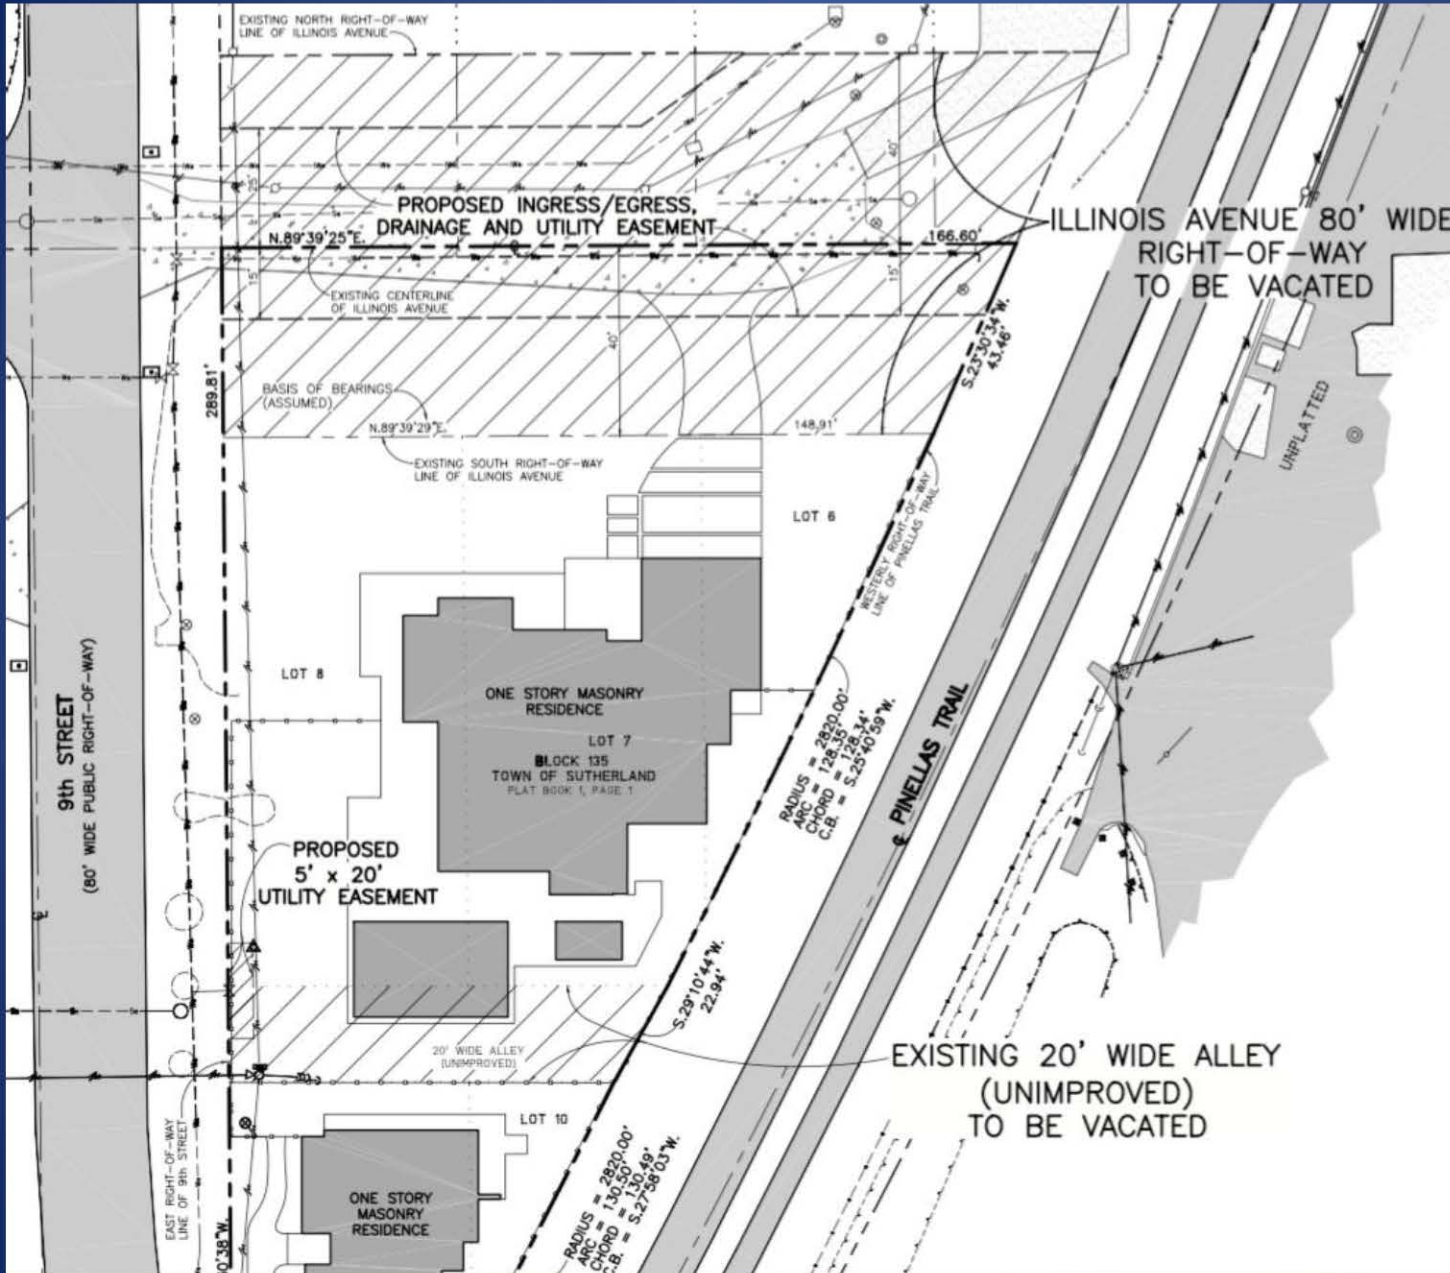 EXISTING NORTH RIGHT-OF-WAY
LINE OF ILLINOIS AVENUE
25'
40'
PROPOSED INGRESS/EGRESS,
DRAINAGE AND UTILITY EASEMENT
N.89°39'25"E.
166.60'
ILLINOIS AVENUE 80' WIDE
RIGHT-OF-WAY
TO BE VACATED
15'
15'
EXISTING CENTERLINE
OF ILLINOIS AVENUE
40'
S.23°30'34"W.
43.46'
289.81'
BASIS OF BEARINGS
(ASSUMED)
N.89°39'29"E.
148.91'
UNPLATTED
EXISTING SOUTH RIGHT-OF-WAY
LINE OF ILLINOIS AVENUE
LOT 6
WESTERLY RIGHT-OF-WAY
LINE OF PINELLAS TRAIL
9th STREET
(80' WIDE PUBLIC RIGHT-OF-WAY)
LOT 8
ONE STORY MASONRY
RESIDENCE
LOT 7
BLOCK 135
TOWN OF SUTHERLAND
PLAT BOOK 1, PAGE 1
RADIUS = 2820.00'
ARC = 128.35'
CHORD = 128.34'
C.B. = S.25°40'59"W.
PINELLAS TRAIL
PROPOSED
5' x 20'
UTILITY EASEMENT
S.29°10'44"W.
22.94'
20' WIDE ALLEY
(UNIMPROVED)
EXISTING 20' WIDE ALLEY
(UNIMPROVED)
TO BE VACATED
LOT 10
EAST RIGHT-OF-WAY
LINE OF 9th STREET
ONE STORY
MASONRY
RESIDENCE
RADIUS = 2820.00'
ARC = 130.50'
CHORD = 130.49'
C.B. = S.27°58'03"W.
0'38"W.